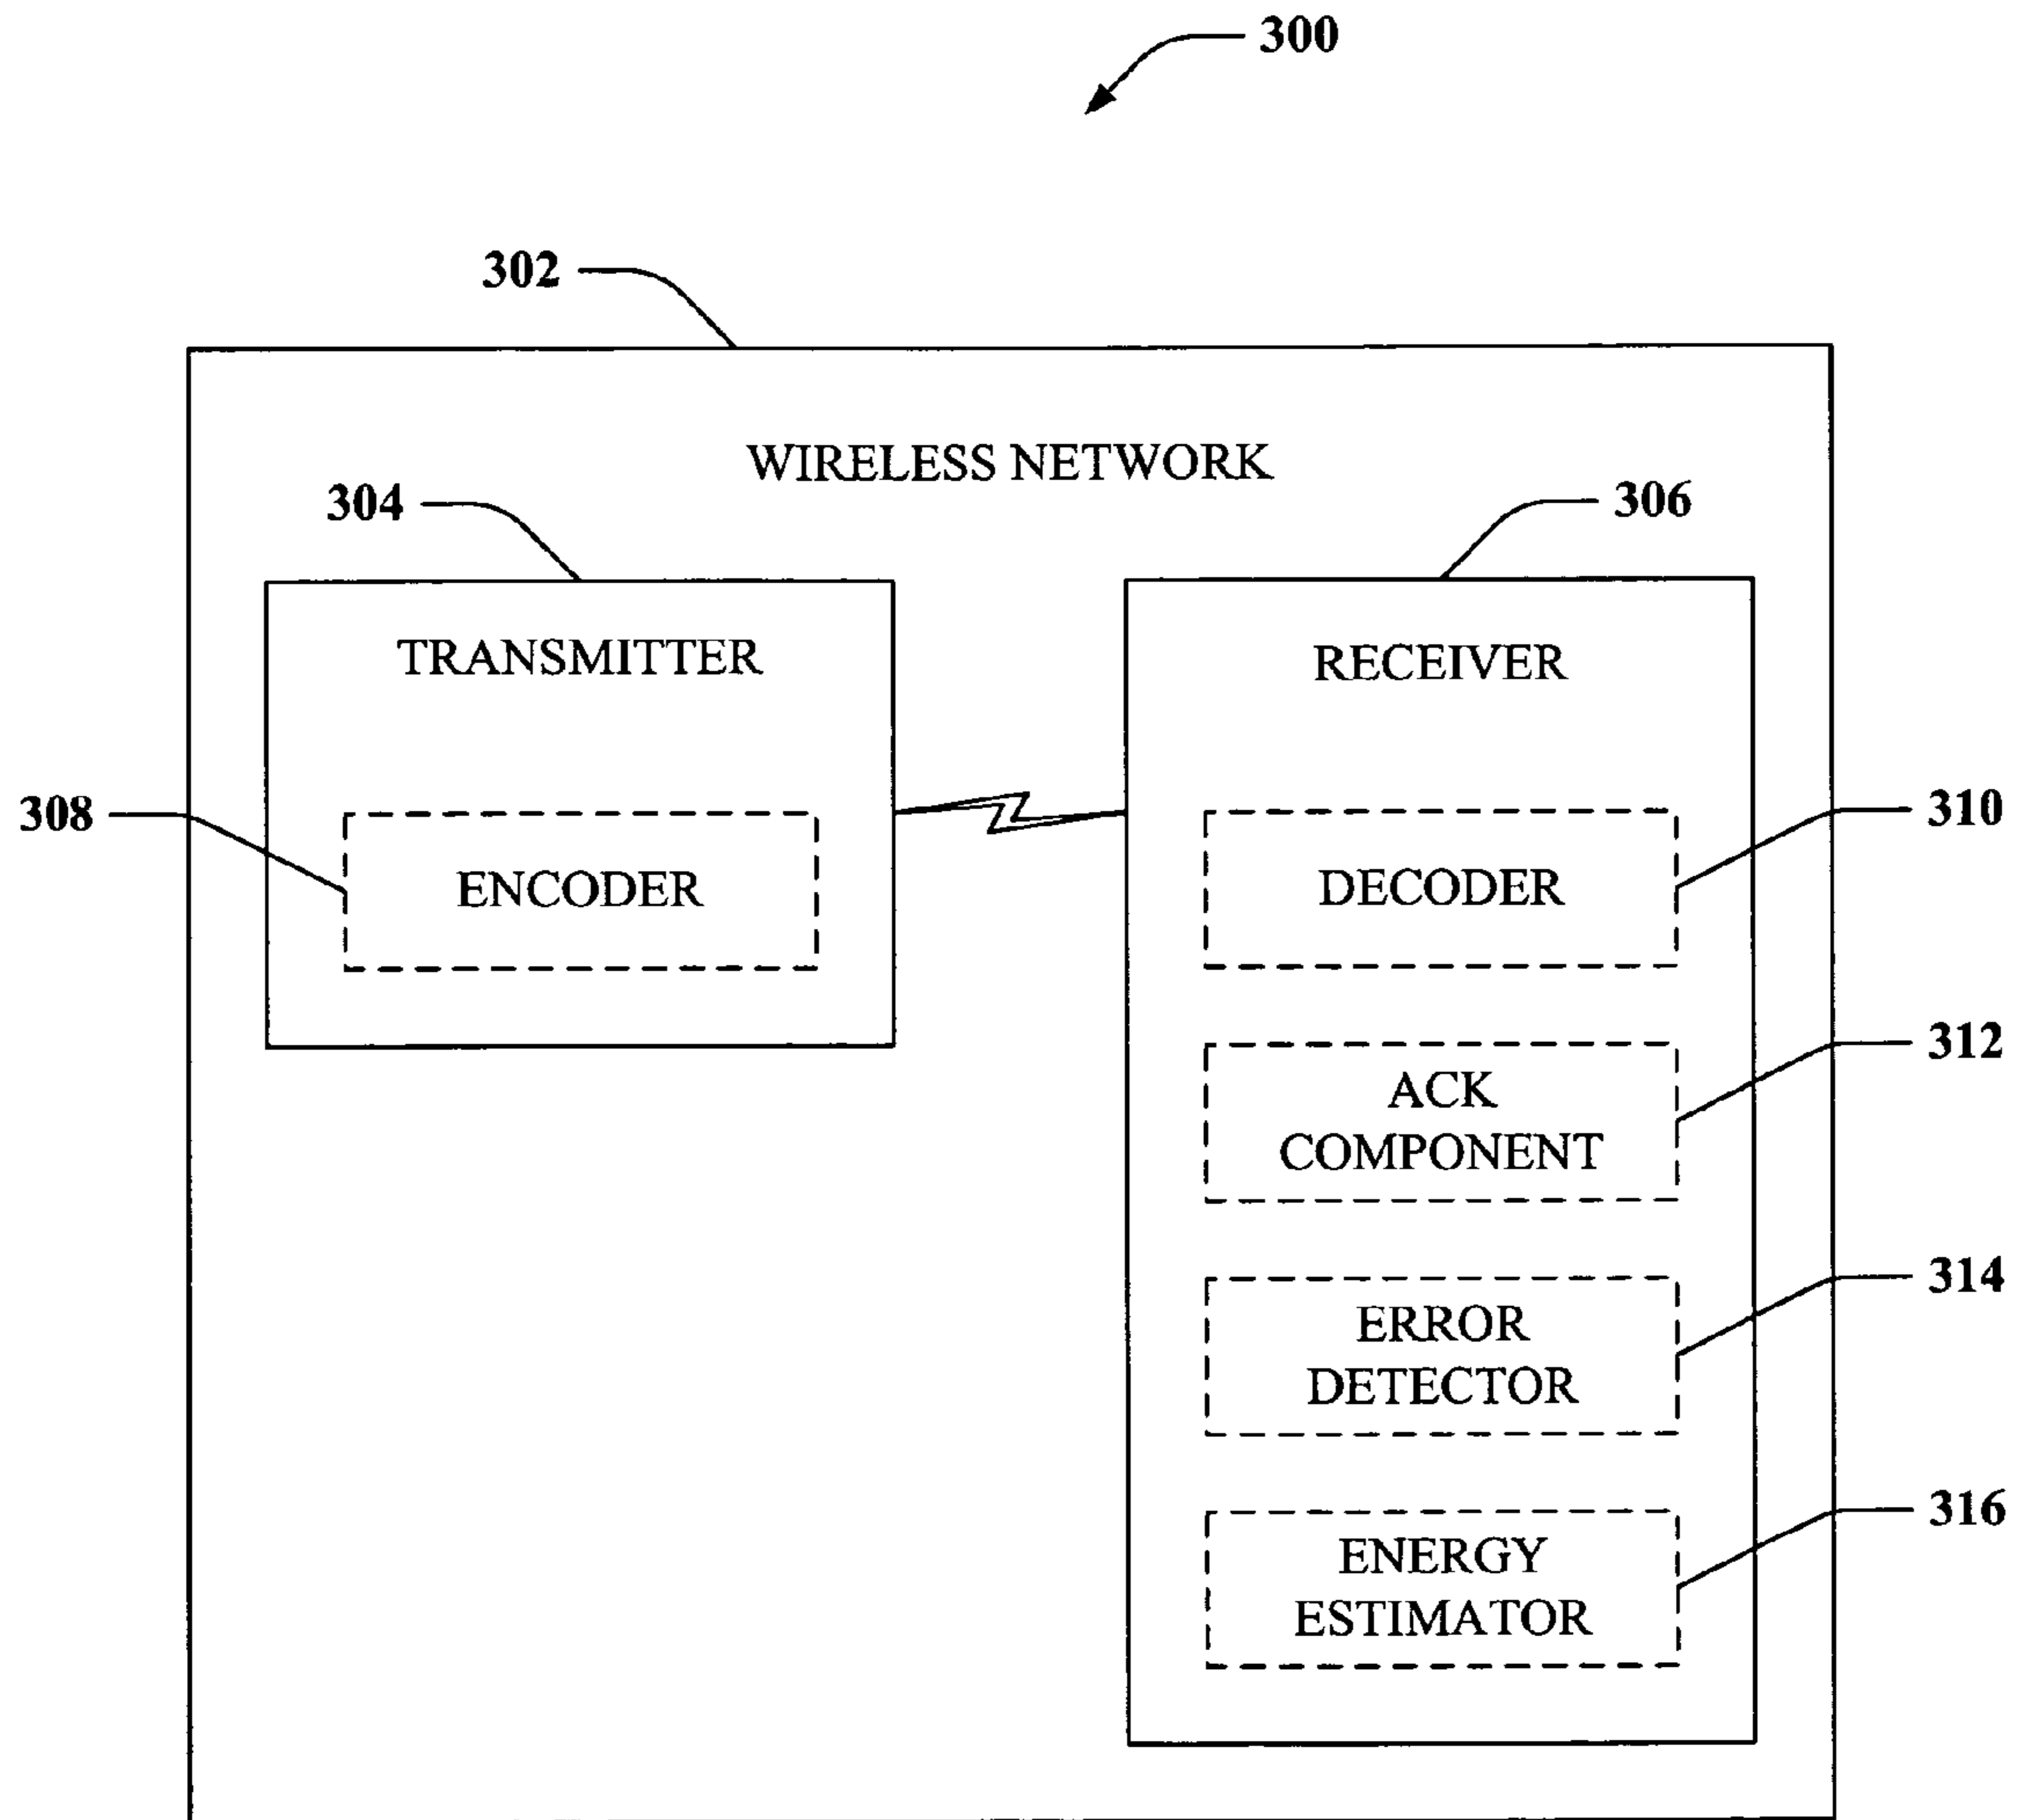 300
302
WIRELESS NETWORK
304
306
TRANSMITTER
RECEIVER
308
ENCODER
DECODER
310
ACK
COMPONENT
312
ERROR
DETECTOR
314
ENERGY
ESTIMATOR
316